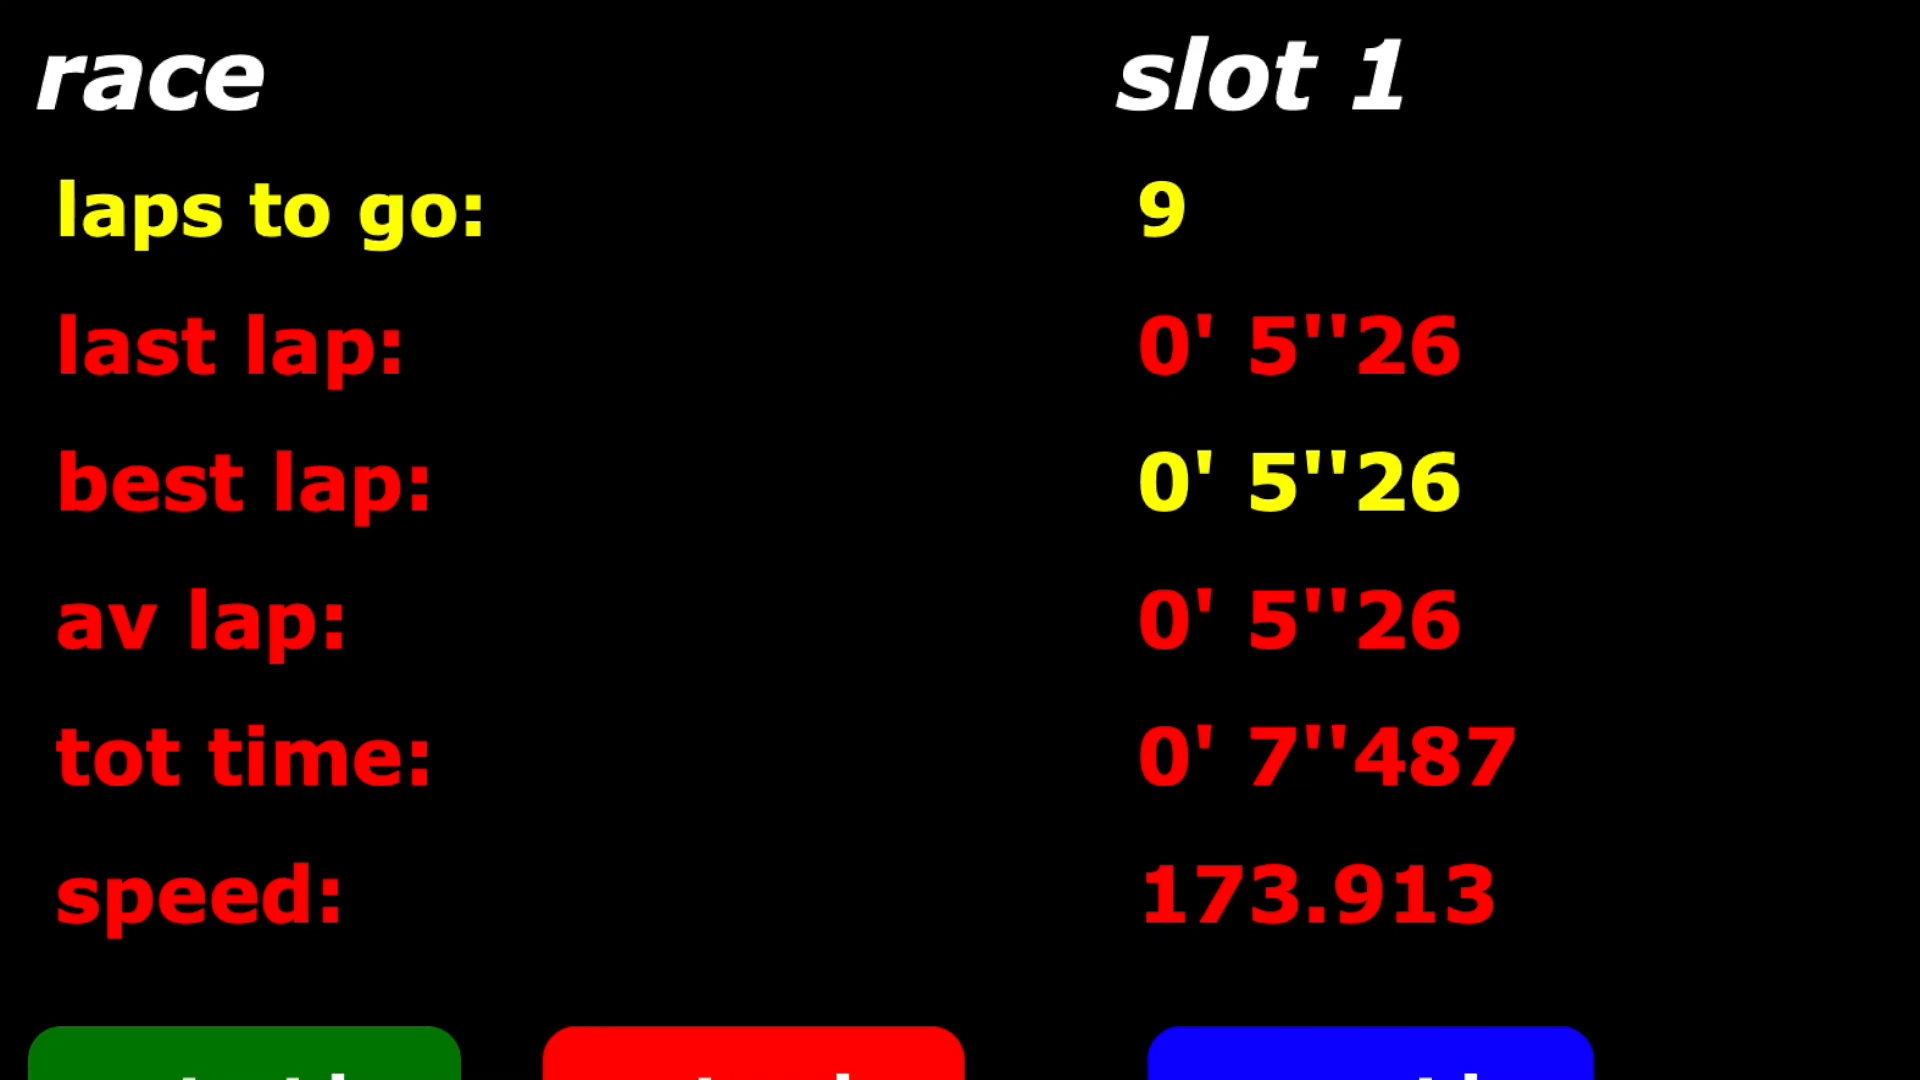 race slot 1
laps to go: 9
last lap: 0' 5''26
best lap: 0' 5''26
av lap: 0' 5''26
tot time: 0' 7''487
speed: 173.913